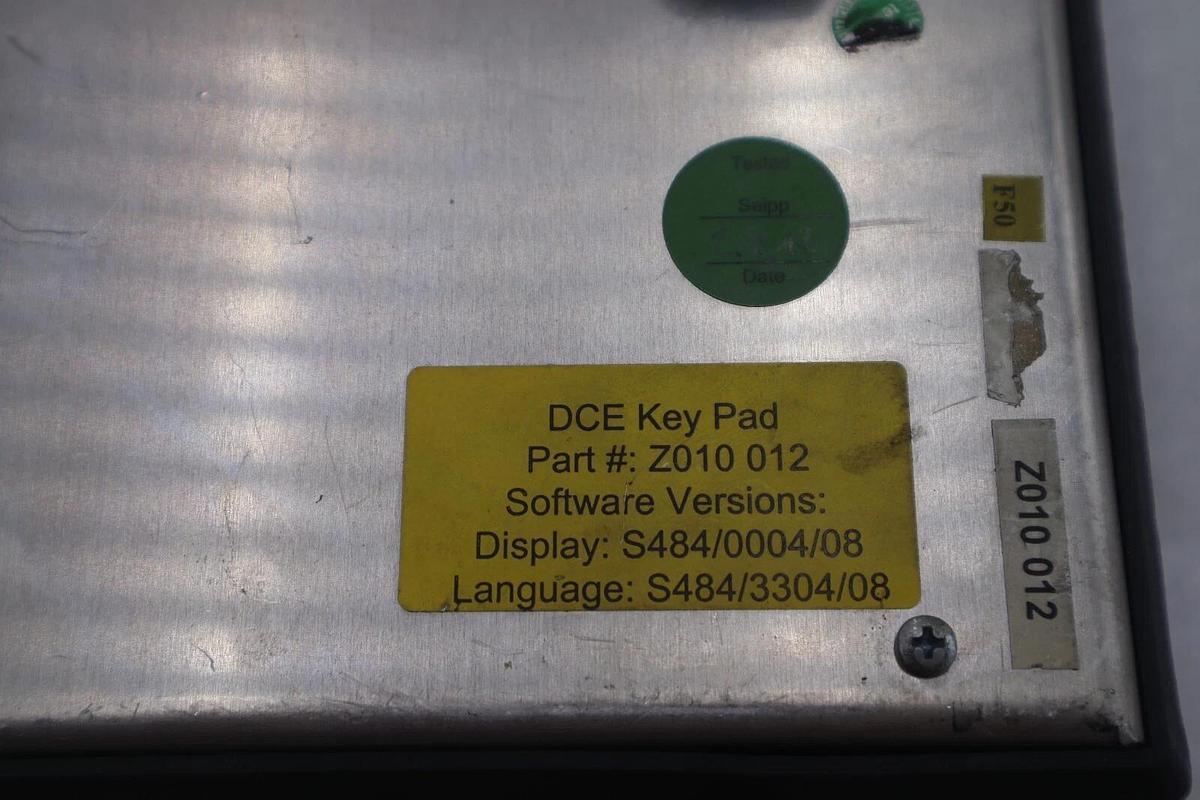 Tested
Seipp
Date
F50
DCE Key Pad
Part #: Z010 012
Software Versions:
Display: S484/0004/08
Language: S484/3304/08
Z010 012